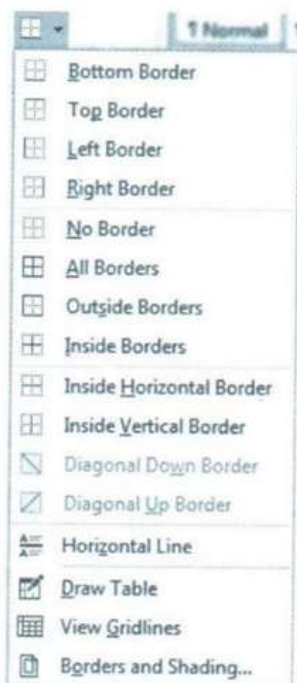 ¶ Normal
Bottom Border
Top Border
Left Border
Right Border
No Border
All Borders
Outside Borders
Inside Borders
Inside Horizontal Border
Inside Vertical Border
Diagonal Down Border
Diagonal Up Border
Horizontal Line
Draw Table
View Gridlines
Borders and Shading...